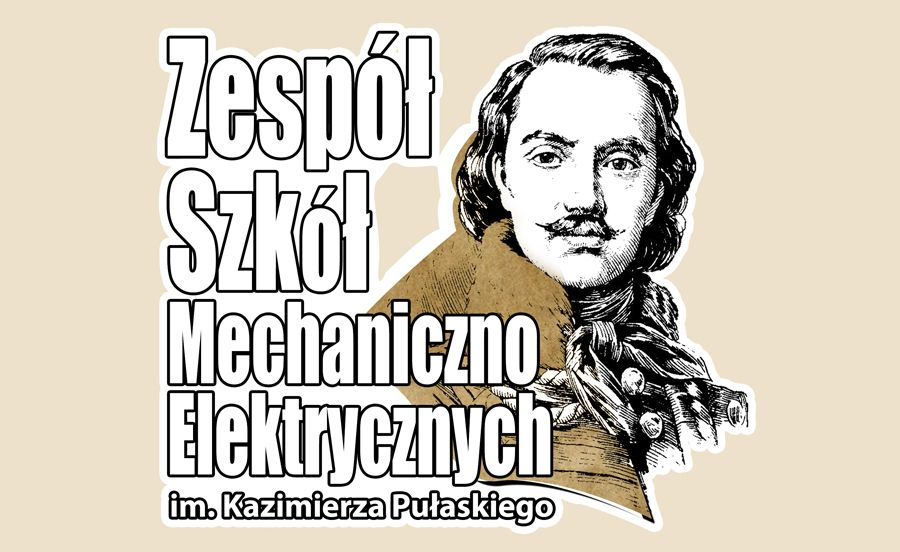 Zespół
Szkół
Mechaniczno
Elektrycznych
im. Kazimierza Pułaskiego